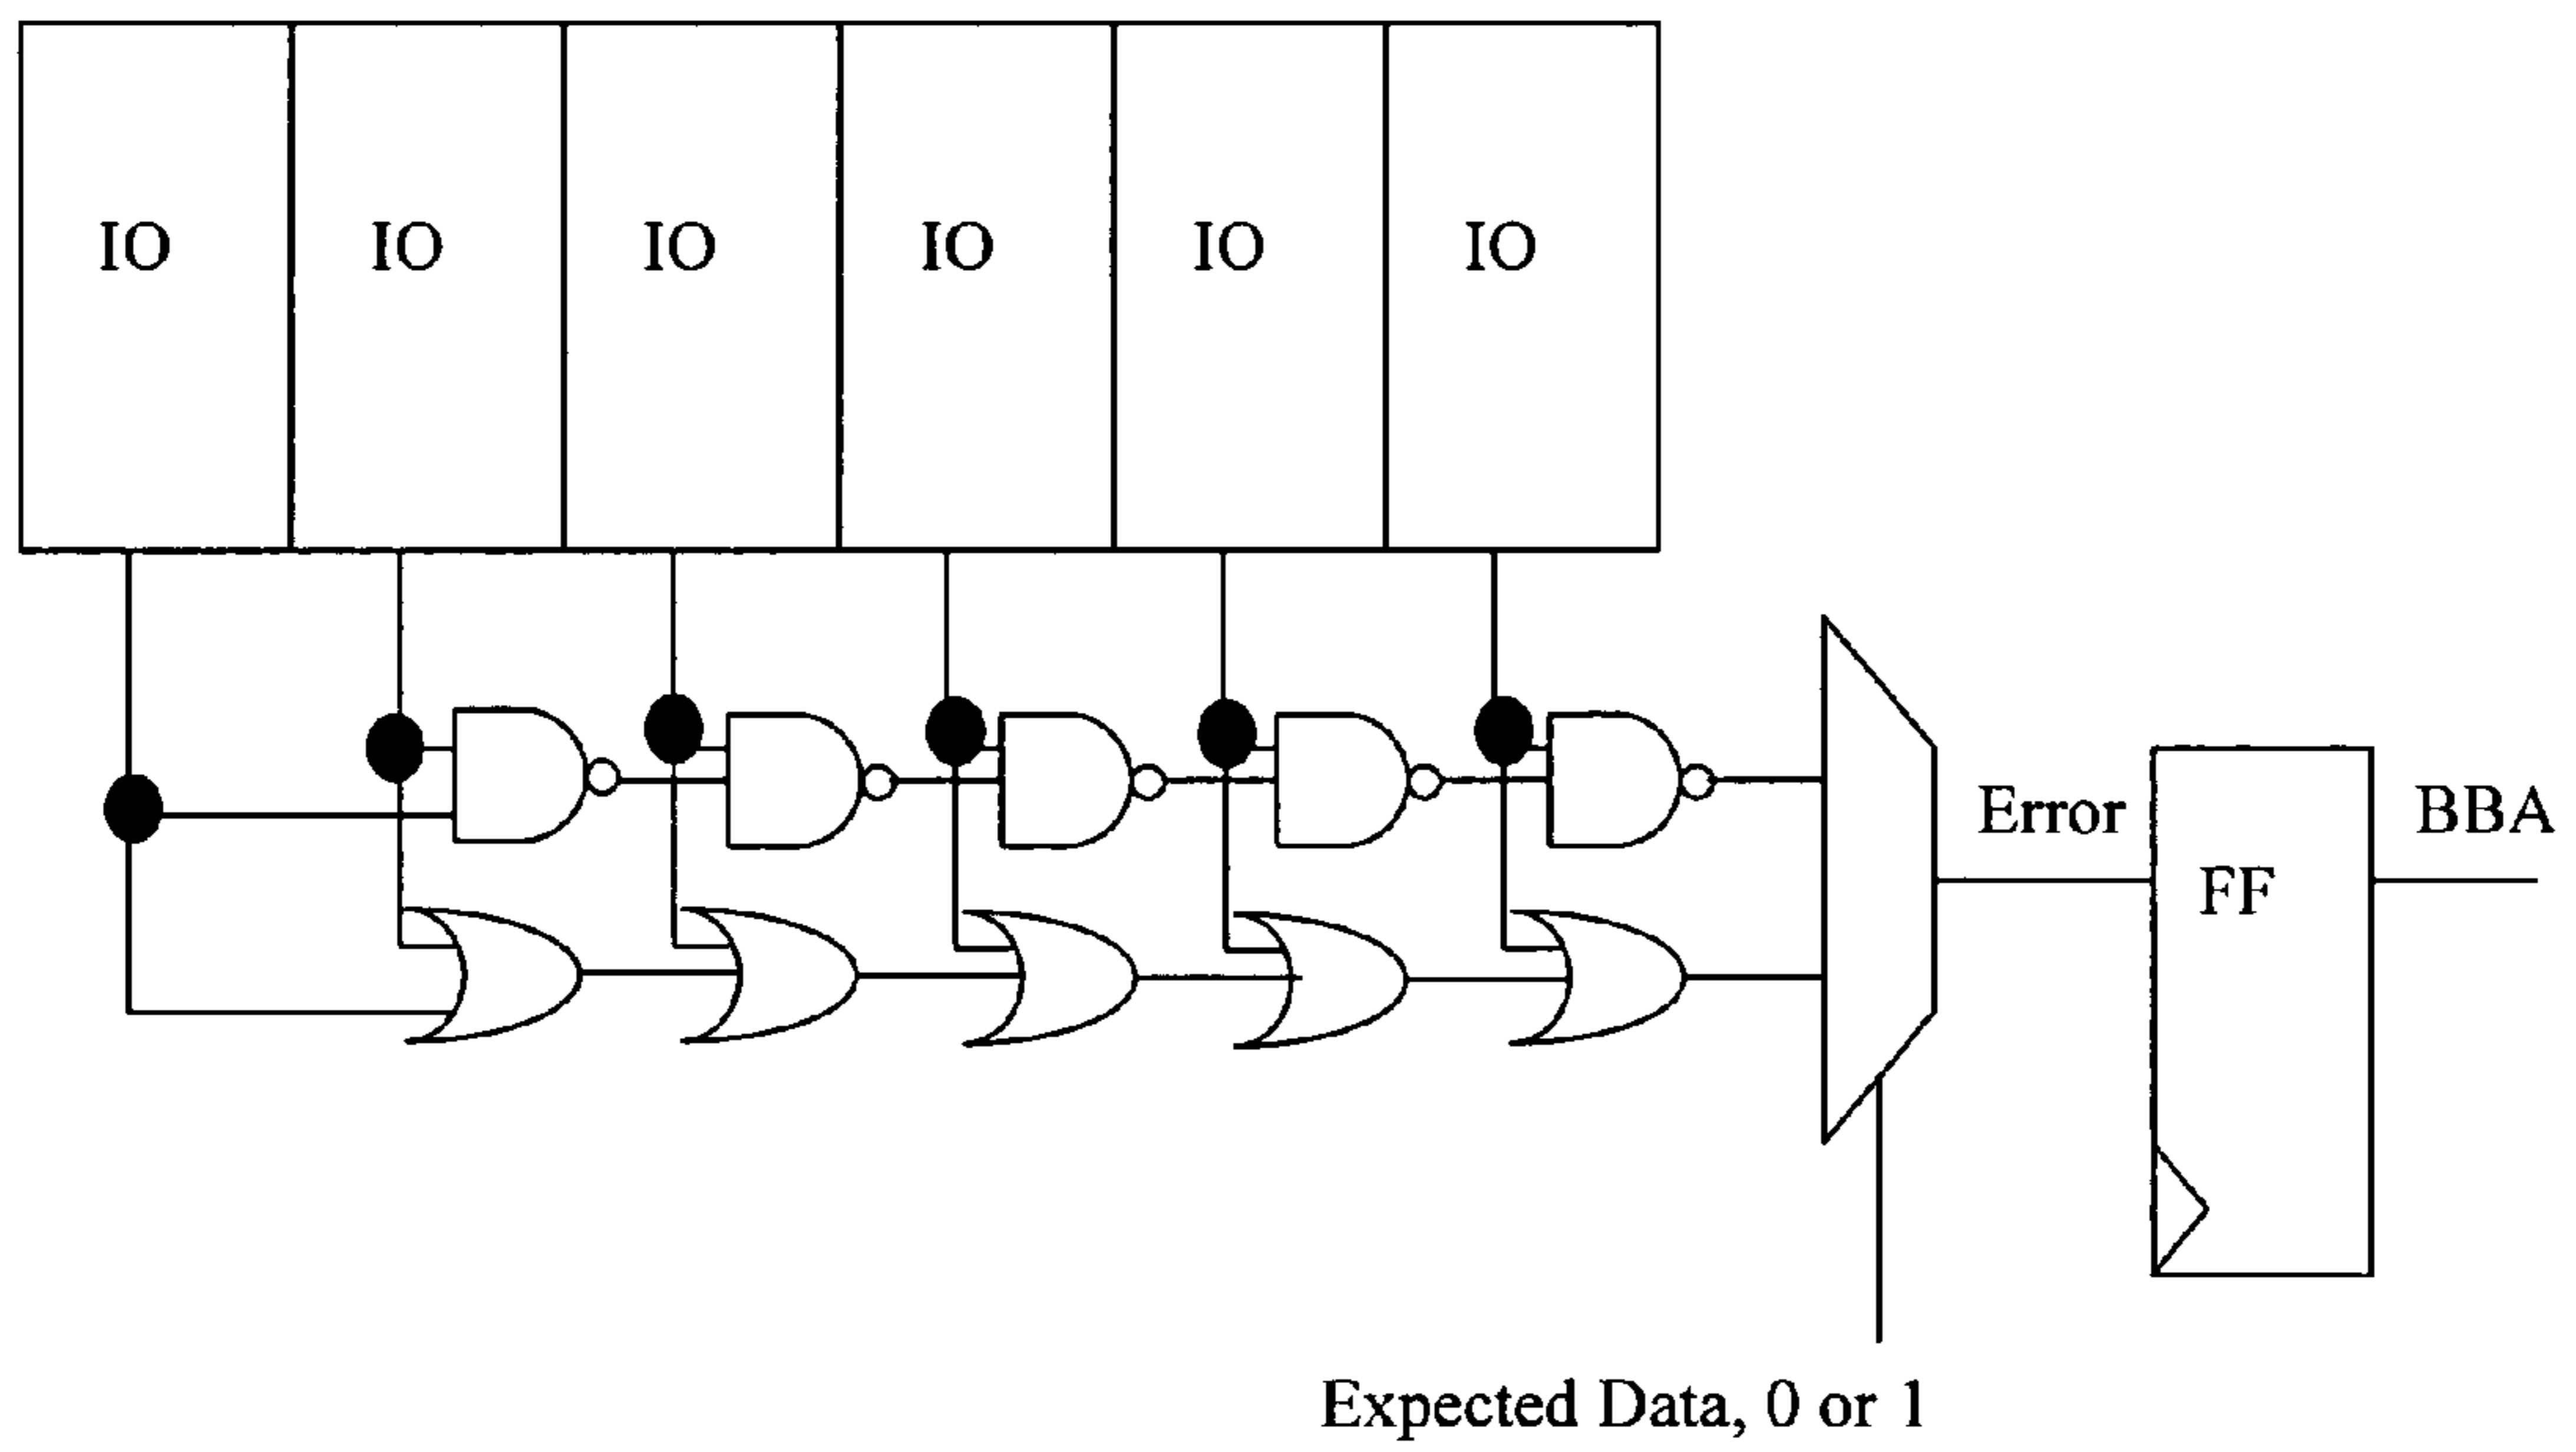 IO IO IO IO IO IO
Error
BBA
FF
Expected Data, 0 or 1